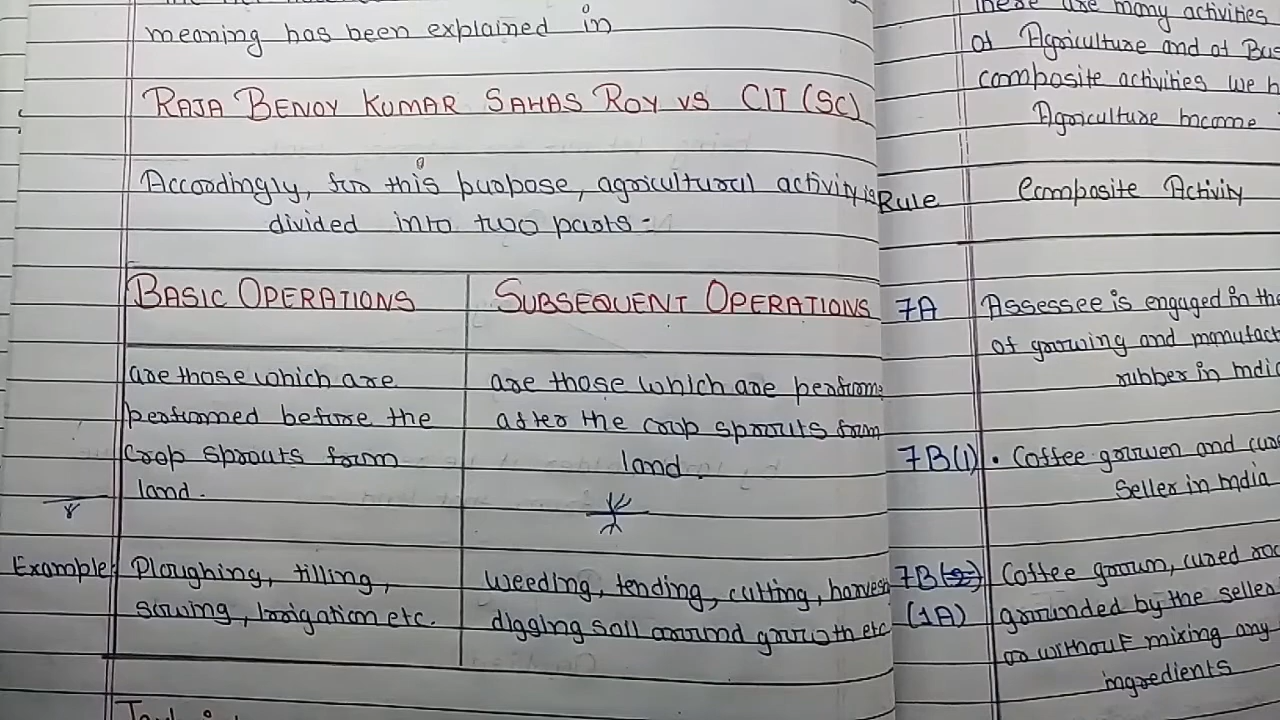 meaning has been explained in
RAJA BENOY KUMAR SAHAS ROY VS CIT (SC)
Accordingly, for this purpose, agricultural activity is
divided into two parts:-
BASIC OPERATIONS
are those which are
performed before the
crop sprouts form
land.
SUBSEQUENT OPERATIONS
are those which are perform
after the crop sprouts form
land.
Example:
Ploughing, tilling,
sowing, Irrigation etc.
Weeding, tending, cutting, harvest
digging soil around growth etc
These are many activities
of Agriculture and of Bus
composite activities we h
Agriculture Income
Rule
Composite Activity
7A
Assessee is engaged in the
of growing and manufact
rubber in India
7B(1)
• Coffee grown and cure
Seller in India
7B(2)
(1A)
Coffee grown, cured roa
grounded by the seller
or without mixing any
ingredients